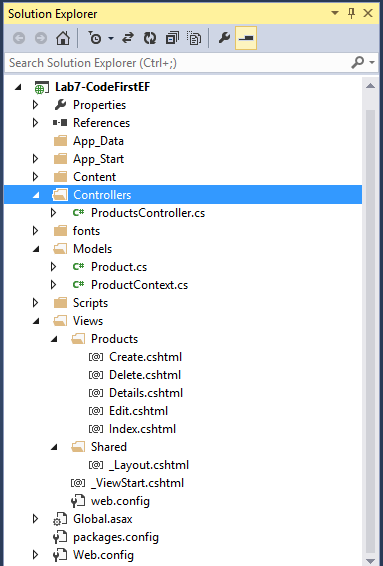 Solution Explorer
Search Solution Explorer (Ctrl+;)
Lab7-CodeFirstEF
Properties
References
App_Data
App_Start
Content
Controllers
C# ProductsController.cs
fonts
Models
C# Product.cs
C# ProductContext.cs
Scripts
Views
Products
[@] Create.cshtml
[@] Delete.cshtml
[@] Details.cshtml
[@] Edit.cshtml
[@] Index.cshtml
Shared
[@] _Layout.cshtml
[@] _ViewStart.cshtml
web.config
Global.asax
packages.config
Web.config